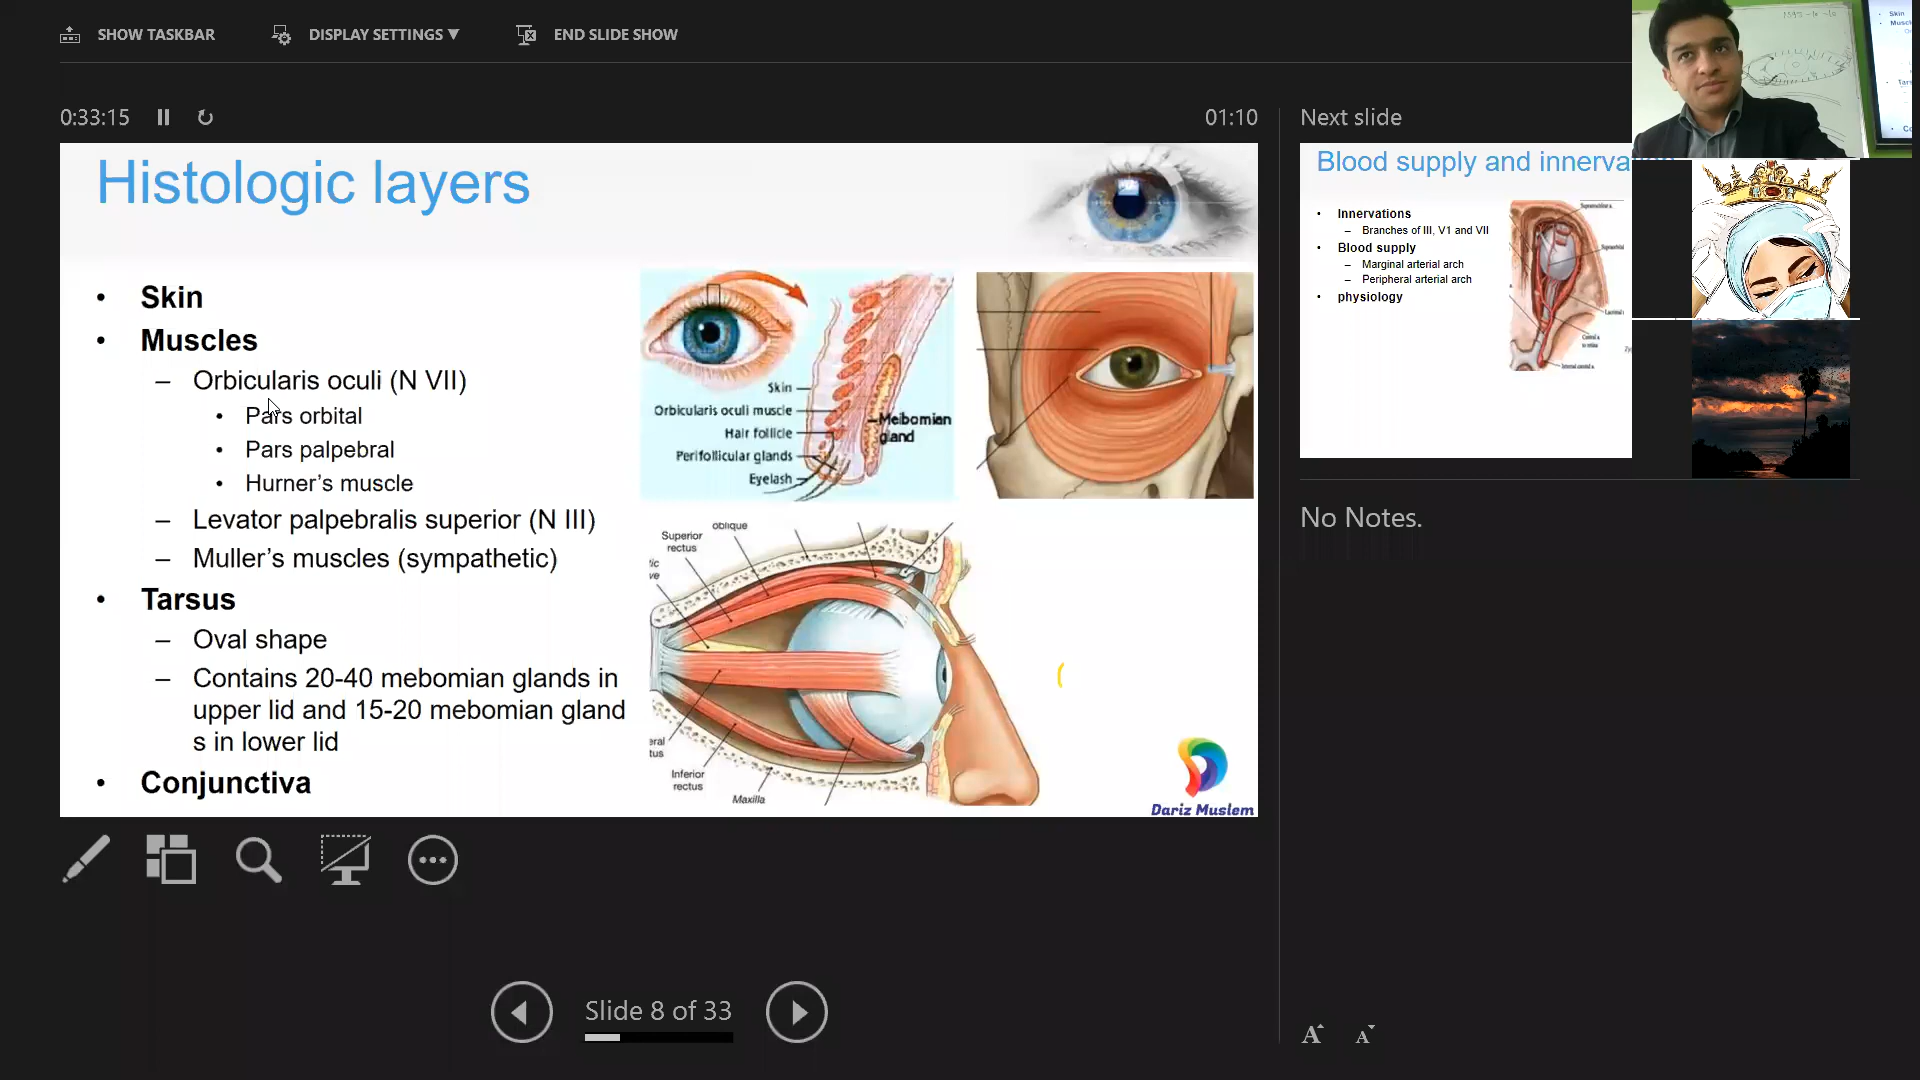 SHOW TASKBAR
DISPLAY SETTINGS ▼
END SLIDE SHOW
0:33:15
01:10
Next slide
Histologic layers
• Skin
• Muscles
– Orbicularis oculi (N VII)
• Pars orbital
• Pars palpebral
• Hurner’s muscle
– Levator palpebralis superior (N III)
– Muller’s muscles (sympathetic)
• Tarsus
– Oval shape
– Contains 20-40 mebomian glands in
upper lid and 15-20 mebomian gland
s in lower lid
• Conjunctiva
Skin
Orbicularis oculi muscle
Hair follicle
Perifollicular glands
Eyelash
Meibomian
gland
oblique
Superior
rectus
Inferior
rectus
Maxilla
Dariz Muslem
Blood supply and innerva
• Innervations
– Branches of III, V1 and VII
• Blood supply
– Marginal arterial arch
– Peripheral arterial arch
• physiology
No Notes.
Slide 8 of 33